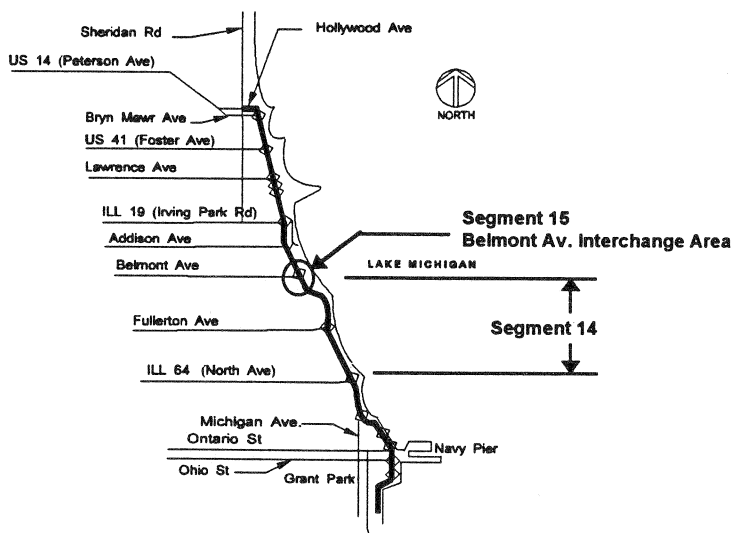 Sheridan Rd
Hollywood Ave
US 14 (Peterson Ave)
NORTH
Bryn Mawr Ave
US 41 (Foster Ave)
Lawrence Ave
ILL 19 (Irving Park Rd)
Segment 15
Belmont Av. Interchange Area
Addison Ave
Belmont Ave
LAKE MICHIGAN
Fullerton Ave
Segment 14
ILL 64 (North Ave)
Michigan Ave.
Ontario St
Navy Pier
Ohio St
Grant Park